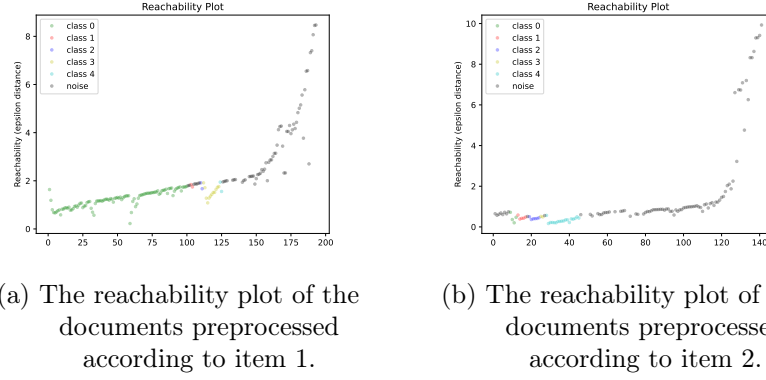 Reachability Plot
Reachability (epsilon distance)
8
6
4
2
0
0 25 50 75 100 125 150 175 200
class 0
class 1
class 2
class 3
class 4
noise
Reachability Plot
Reachability (epsilon distance)
10
8
6
4
2
0
0 20 40 60 80 100 120 140
class 0
class 1
class 2
class 3
class 4
noise
a) The reachability plot of the
documents preprocessed
according to item 1.
(b) The reachability plot of
documents preprocesse
according to item 2.